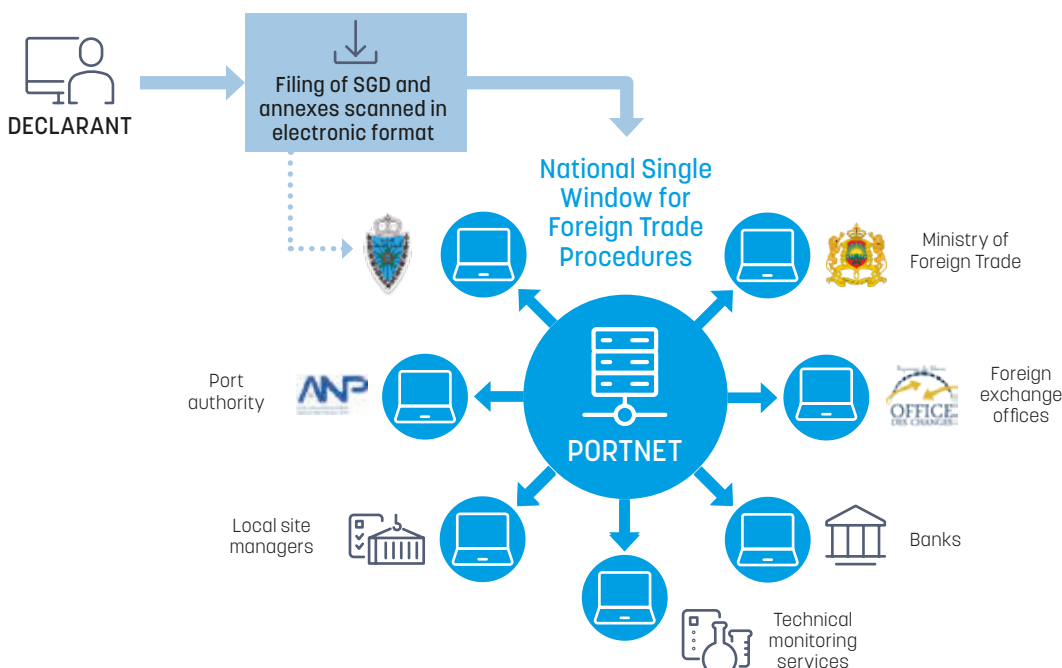 DECLARANT
Filing of SGD and
annexes scanned in
electronic format
National Single
Window for
Foreign Trade
Procedures
Ministry of
Foreign Trade
Port
authority
ANP
PORTNET
OFFICE
DES CHANGES
Foreign
exchange
offices
Local site
managers
Banks
Technical
monitoring
services